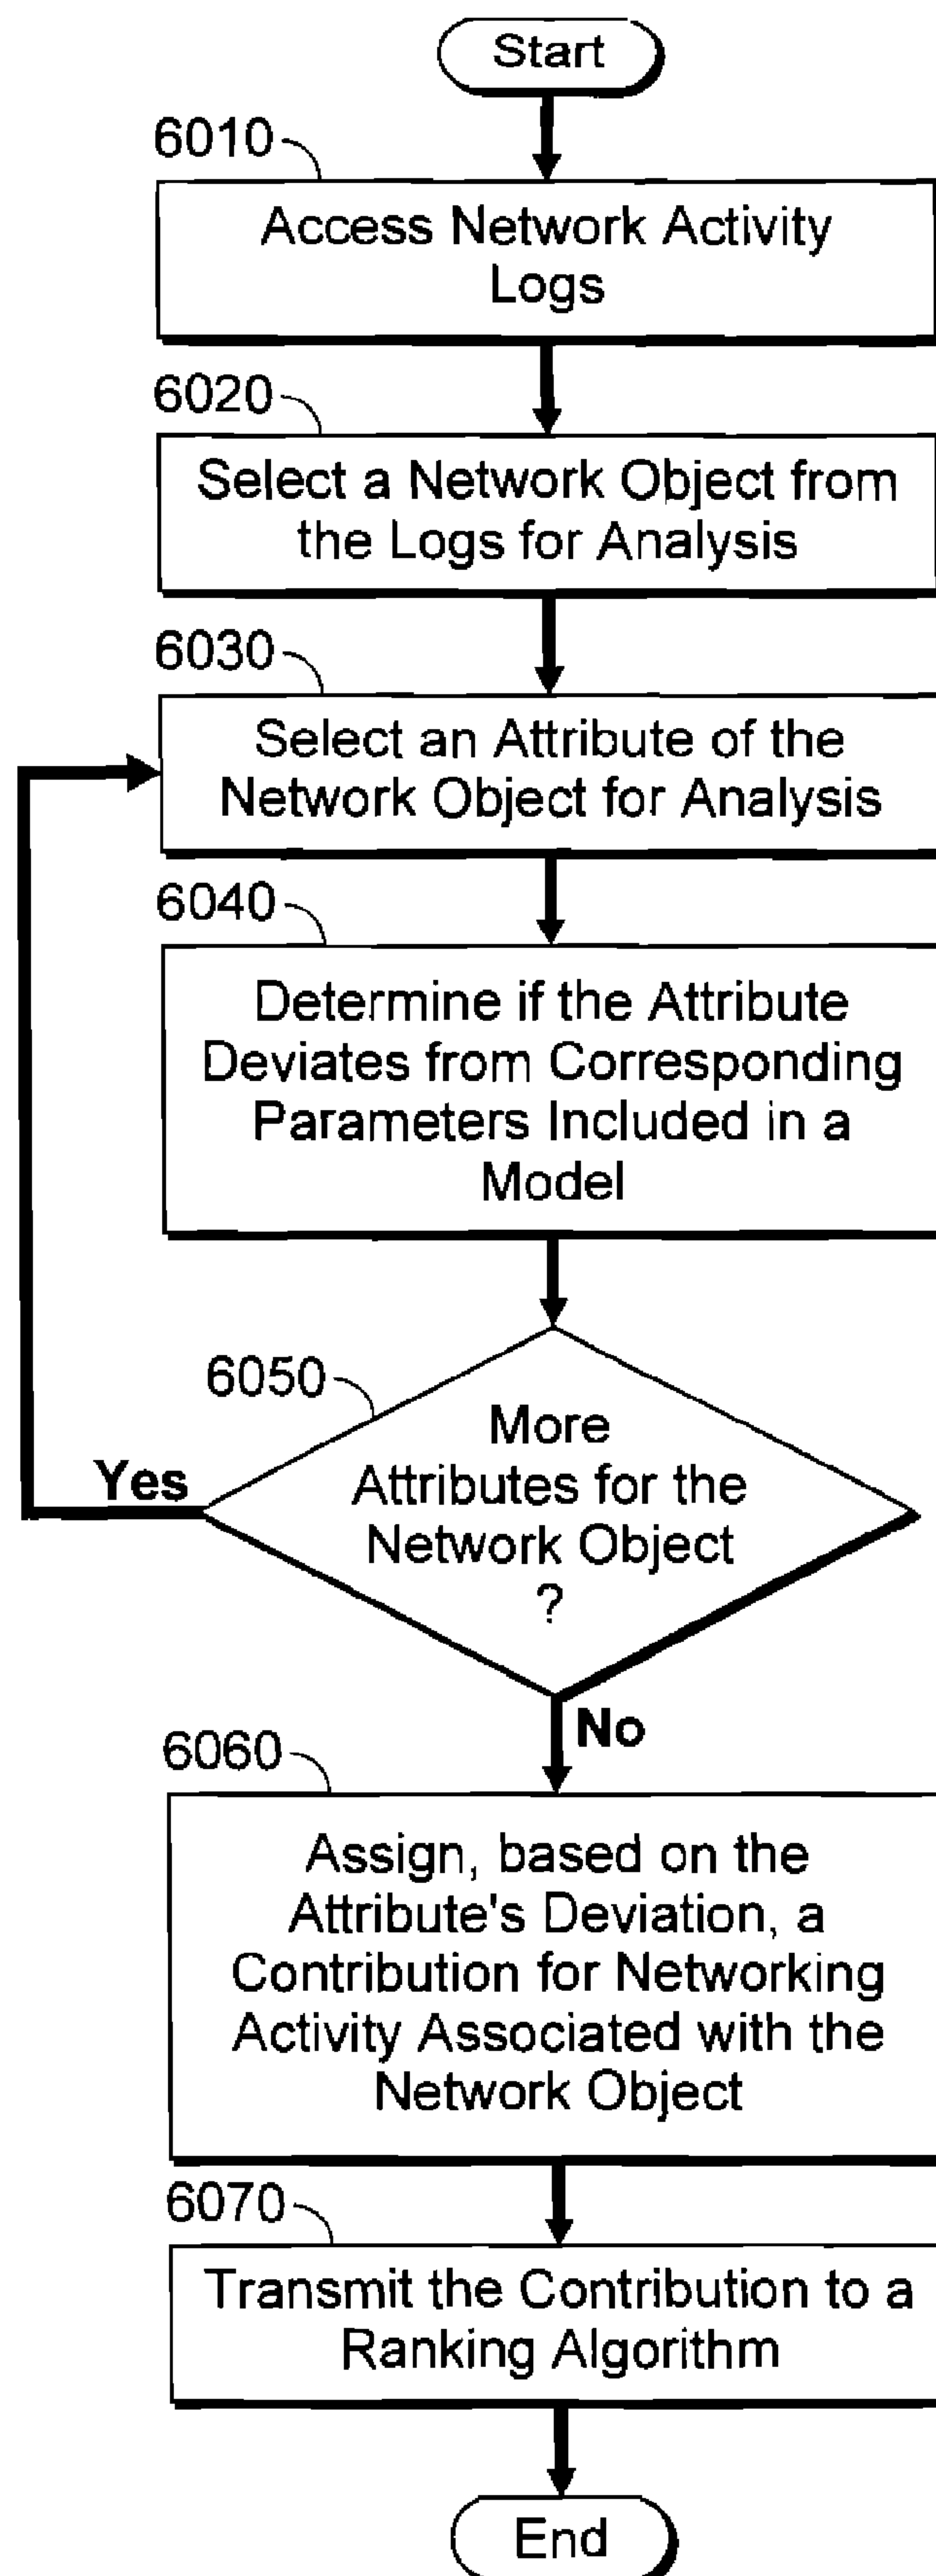 Start
6010
Access Network Activity
Logs
6020
Select a Network Object from
the Logs for Analysis
6030
Select an Attribute of the
Network Object for Analysis
6040
Determine if the Attribute
Deviates from Corresponding
Parameters Included in a
Model
6050
More
Attributes for the
Network Object
?
Yes
No
6060
Assign, based on the
Attribute's Deviation, a
Contribution for Networking
Activity Associated with the
Network Object
6070
Transmit the Contribution to a
Ranking Algorithm
End